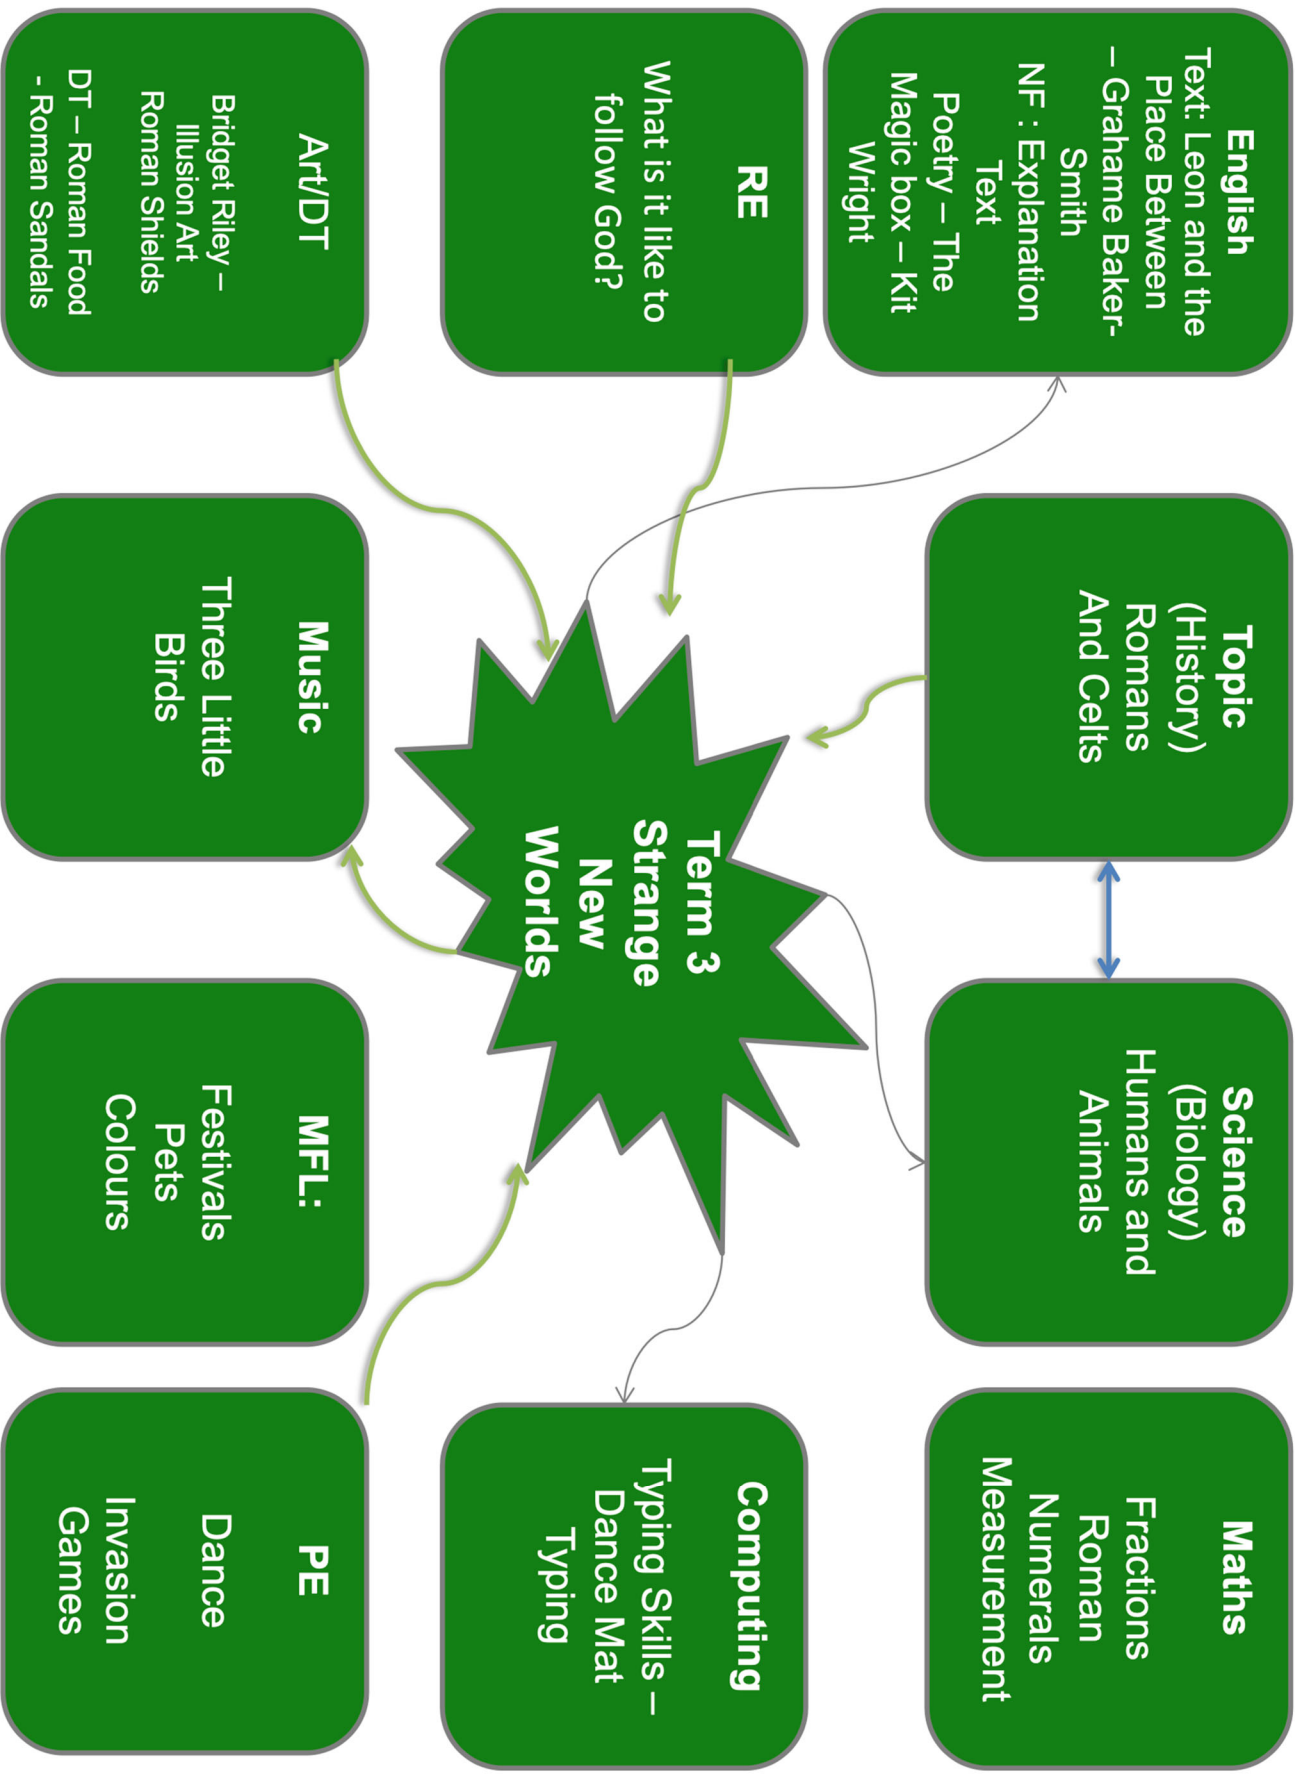 English
Text: Leon and the
Place Between
– Grahame Baker-
Smith
NF : Explanation
Text
Poetry – The
Magic box – Kit
Wright
Topic
(History)
Romans
And Celts
Science
(Biology)
Humans and
Animals
Maths
Fractions
Roman
Numerals
Measurement
RE
What is it like to
follow God?
Term 3
Strange
New
Worlds
Computing
Typing Skills –
Dance Mat
Typing
Art/DT
Bridget Riley –
Illusion Art
Roman Shields
DT – Roman Food
- Roman Sandals
Music
Three Little
Birds
MFL:
Festivals
Pets
Colours
PE
Dance
Invasion
Games